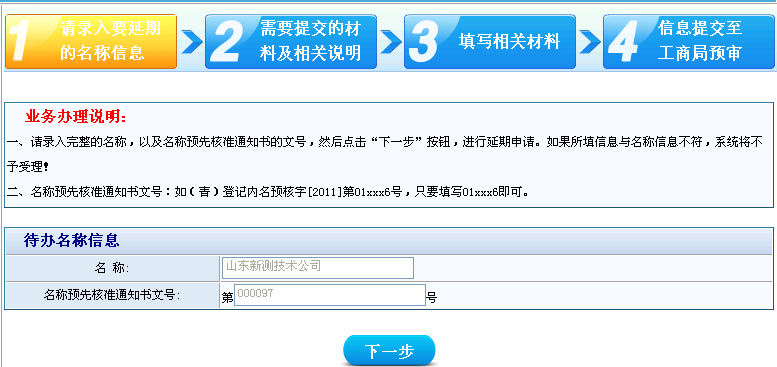 1 请录入要延期
的名称信息
2 需要提交的材
料及相关说明
3 填写相关材料
4 信息提交至
工商局预审
业务办理说明:
一、请录入完整的名称，以及名称预先核准通知书的文号，然后点击“下一步”按钮，进行延期申请。如果所填信息与名称信息不符，系统将不
予受理!
二、名称预先核准通知书文号：如（青）登记内名预核字[2011]第01xxx6号，只要填写01xxx6即可。
待办名称信息
名 称: 山东新测技术公司
名称预先核准通知书文号: 第 000097 号
下一步